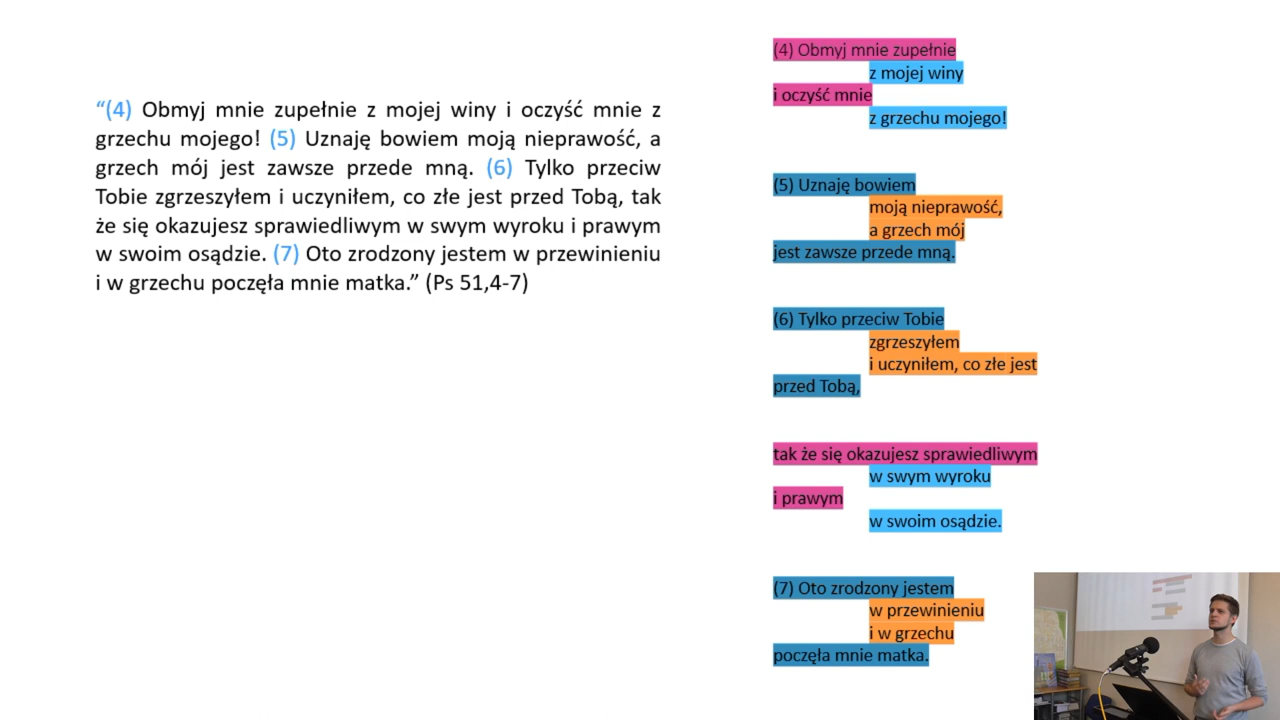 “(4) Obmyj mnie zupełnie z mojej winy i oczyść mnie z
grzechu mojego! (5) Uznaję bowiem moją nieprawość, a
grzech mój jest zawsze przede mną. (6) Tylko przeciw
Tobie zgrzeszyłem i uczyniłem, co złe jest przed Tobą, tak
że się okazujesz sprawiedliwym w swym wyroku i prawym
w swoim osądzie. (7) Oto zrodzony jestem w przewinieniu
i w grzechu poczęła mnie matka.” (Ps 51,4-7)
(4) Obmyj mnie zupełnie
z mojej winy
i oczyść mnie
z grzechu mojego!
(5) Uznaję bowiem
moją nieprawość,
a grzech mój
jest zawsze przede mną.
(6) Tylko przeciw Tobie
zgrzeszyłem
i uczyniłem, co złe jest
przed Tobą,
tak że się okazujesz sprawiedliwym
w swym wyroku
i prawym
w swoim osądzie.
(7) Oto zrodzony jestem
w przewinieniu
i w grzechu
poczęła mnie matka.